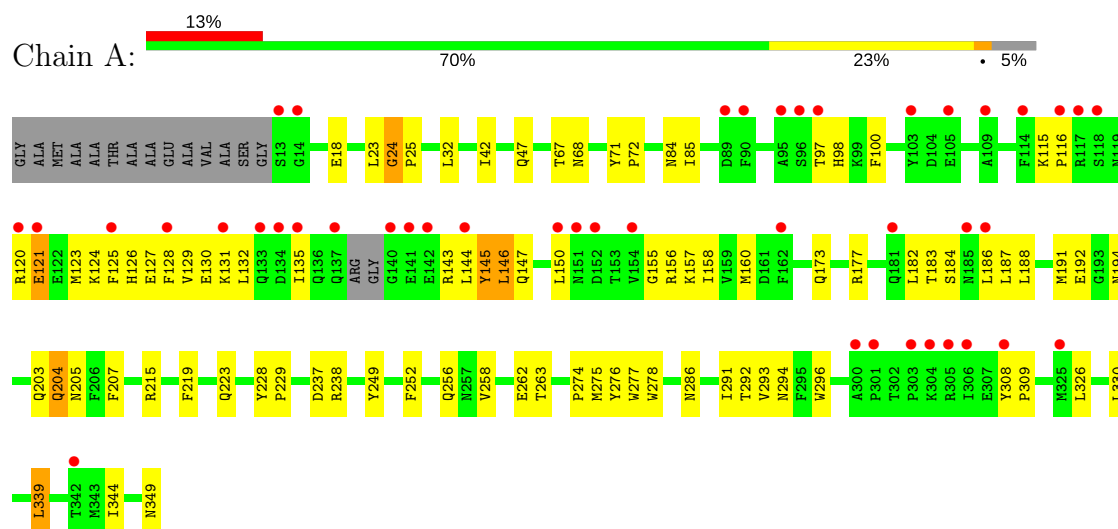 13%
Chain A:
70% 23% • 5%
GLY ALA MET ALA ALA THR ALA ALA GLU ALA VAL ALA SER GLY S13 G14 E18 L23 G24 P25 L32 I42 Q47 T67 N68 Y71 P72 N84 I85 D89 F90 A95 S96 T97 H98 K99 F100 Y103 D104 E105 A109 F114 K115 P116 R117 S118 N119
R120 E121 E122 M123 K124 F125 H126 E127 F128 V129 E130 K131 L132 Q133 D134 I135 Q136 Q137 ARG GLY G140 E141 E142 R143 L144 Y145 L146 Q147 L150 N151 D152 T153 V154 G155 R156 K157 I158 V159 M160 D161 F162 Q173 R177 Q181 L182 T183 S184 N185 L186 L187 L188 M191 E192 G193 N194
Q203 Q204 N205 F206 F207 R215 F219 Q223 Y228 P229 D237 R238 Y249 F252 Q256 N257 V258 E262 T263 P274 M275 Y276 W277 W278 N286 I291 T292 V293 N294 F295 W296 A300 P301 T302 P303 K304 R305 I306 E307 Y308 P309 M325 L326 L330
L339 T342 M343 I344 N349